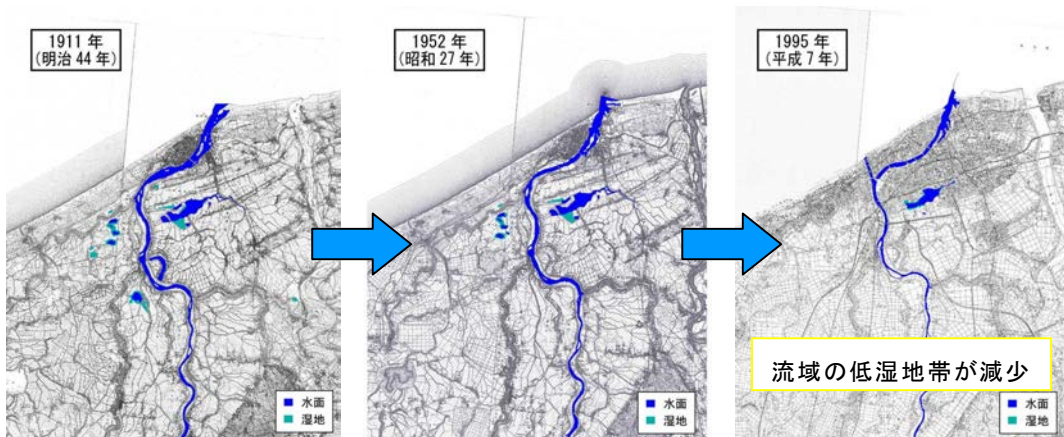 1911 年
(明治 44 年)
水面
湿地
1952 年
(昭和 27 年)
水面
湿地
1995 年
(平成 7 年)
流域の低湿地帯が減少
水面
湿地